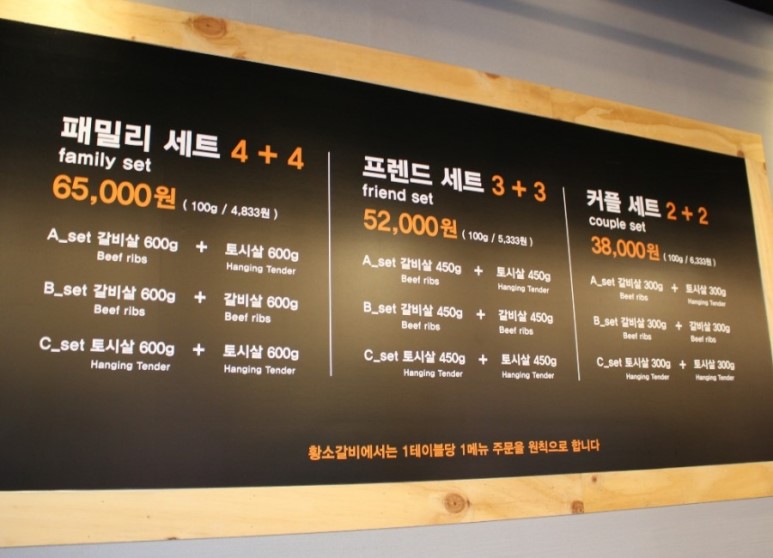 패밀리 세트 4 + 4
family set
65,000원 ( 100g / 4,833원 )
A_set 갈비살 600g + 토시살 600g
Beef ribs Hanging Tender
B_set 갈비살 600g + 갈비살 600g
Beef ribs Beef ribs
C_set 토시살 600g + 토시살 600g
Hanging Tender Hanging Tender
프렌드 세트 3 + 3
friend set
52,000원 ( 100g / 5,333원 )
A_set 갈비살 450g + 토시살 450g
Beef ribs Hanging Tender
B_set 갈비살 450g + 갈비살 450g
Beef ribs Beef ribs
C_set 토시살 450g + 토시살 450g
Hanging Tender Hanging Tender
커플 세트 2 + 2
couple set
38,000원 ( 100g / 6,333원 )
A_set 갈비살 300g + 토시살 300g
Beef ribs Hanging Tender
B_set 갈비살 300g + 갈비살 300g
Beef ribs Beef ribs
C_set 토시살 300g + 토시살 300g
Hanging Tender Hanging Tender
황소갈비에서는 1테이블당 1메뉴 주문을 원칙으로 합니다